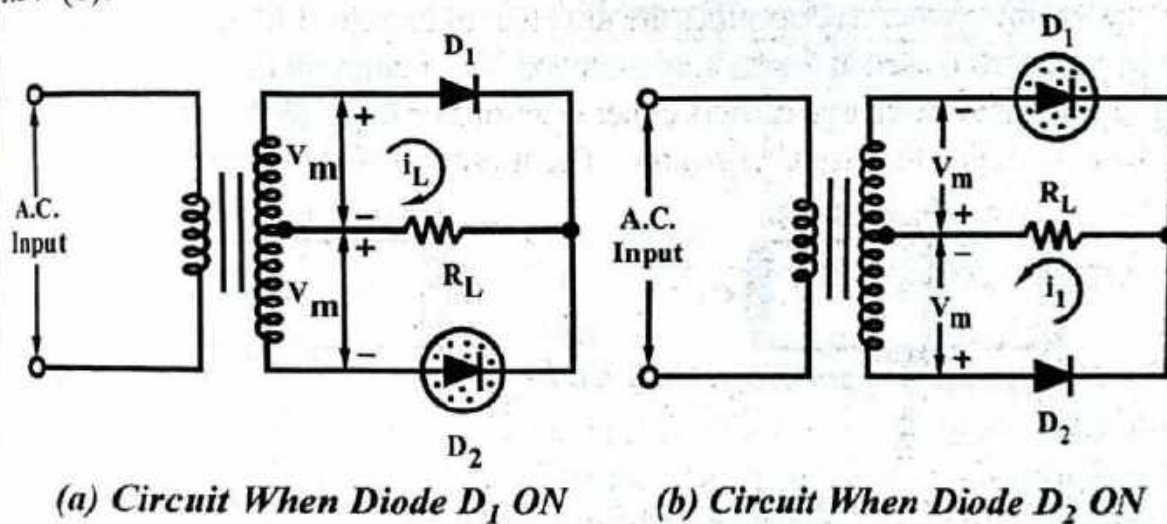 D1
+
Vm
iL
A.C.
Input
−
+
RL
Vm
−
D2
(a) Circuit When Diode D1 ON
D1
−
Vm
RL
A.C.
Input
+
−
i1
Vm
+
D2
(b) Circuit When Diode D2 ON